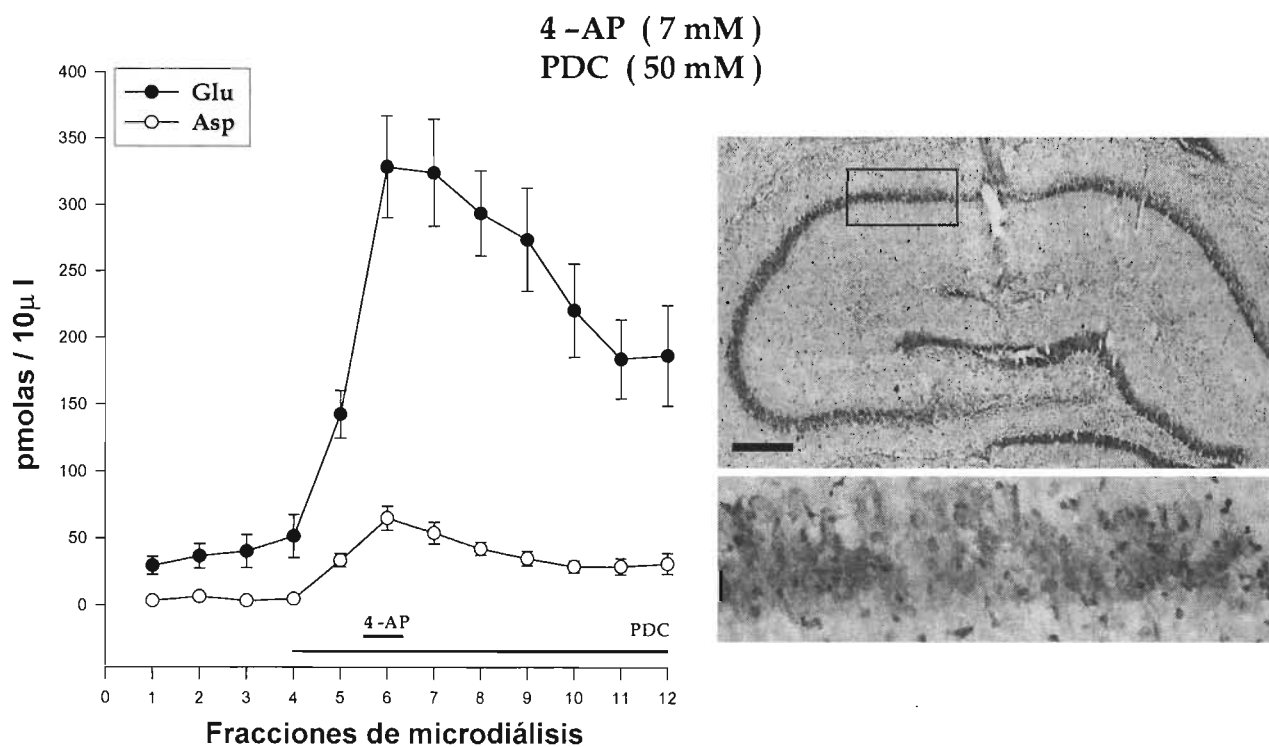 4 –AP ( 7 mM )
PDC ( 50 mM )
Glu
Asp
pmolas / 10µ l
400
350
300
250
200
150
100
50
0
4 -AP
PDC
0 1 2 3 4 5 6 7 8 9 10 11 12
Fracciones de microdiálisis